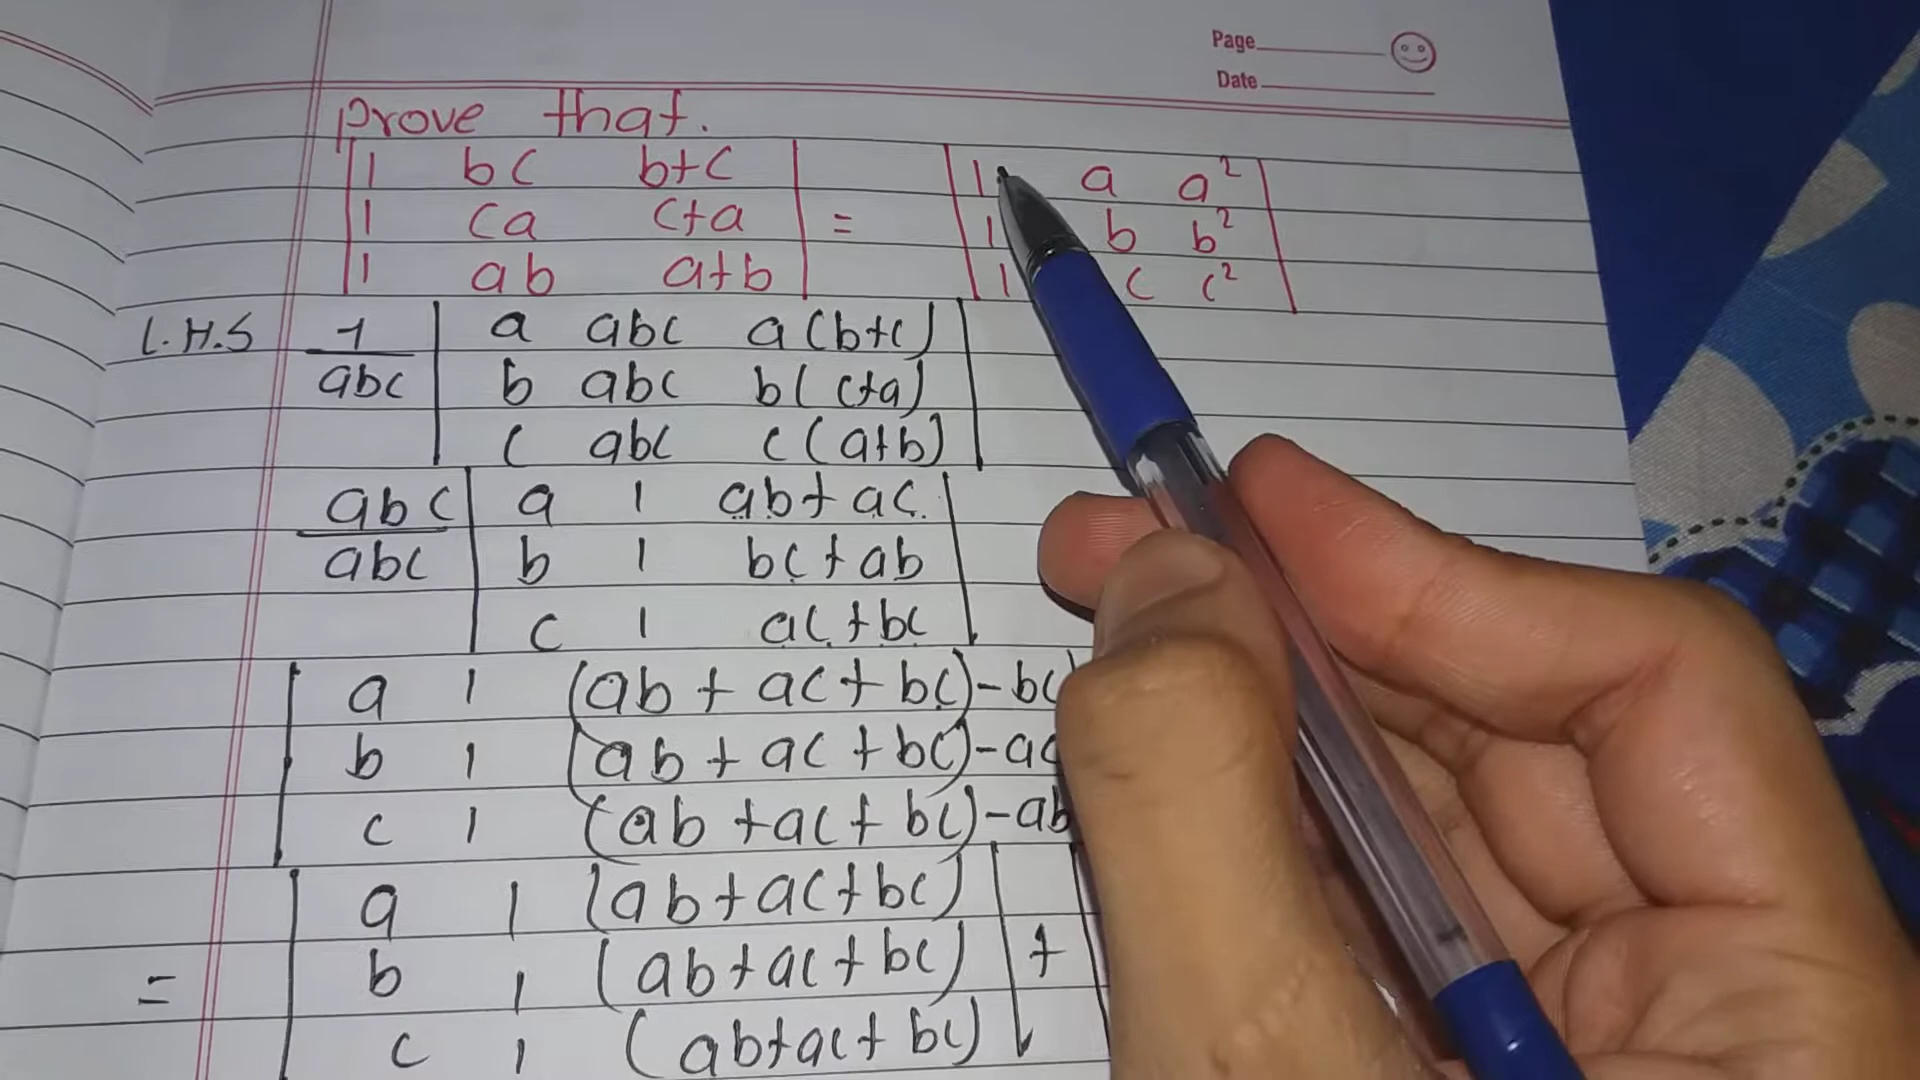 Page
Date
prove that.
| 1 bc b+c | = | 1 a a² |
| 1 ca c+a | | 1 b b² |
| 1 ab a+b | | 1 c c² |
L.H.S 1/abc | a abc a(b+c) |
| b abc b(c+a) |
| c abc c(a+b) |
abc/abc | a 1 ab+ac |
| b 1 bc+ab |
| c 1 ac+bc |
| a 1 (ab+ac+bc)-bc
| b 1 (ab+ac+bc)-ac
| c 1 (ab+ac+bc)-ab
| a 1 (ab+ac+bc) |
= | b 1 (ab+ac+bc) | +
| c 1 (ab+ac+bc) |